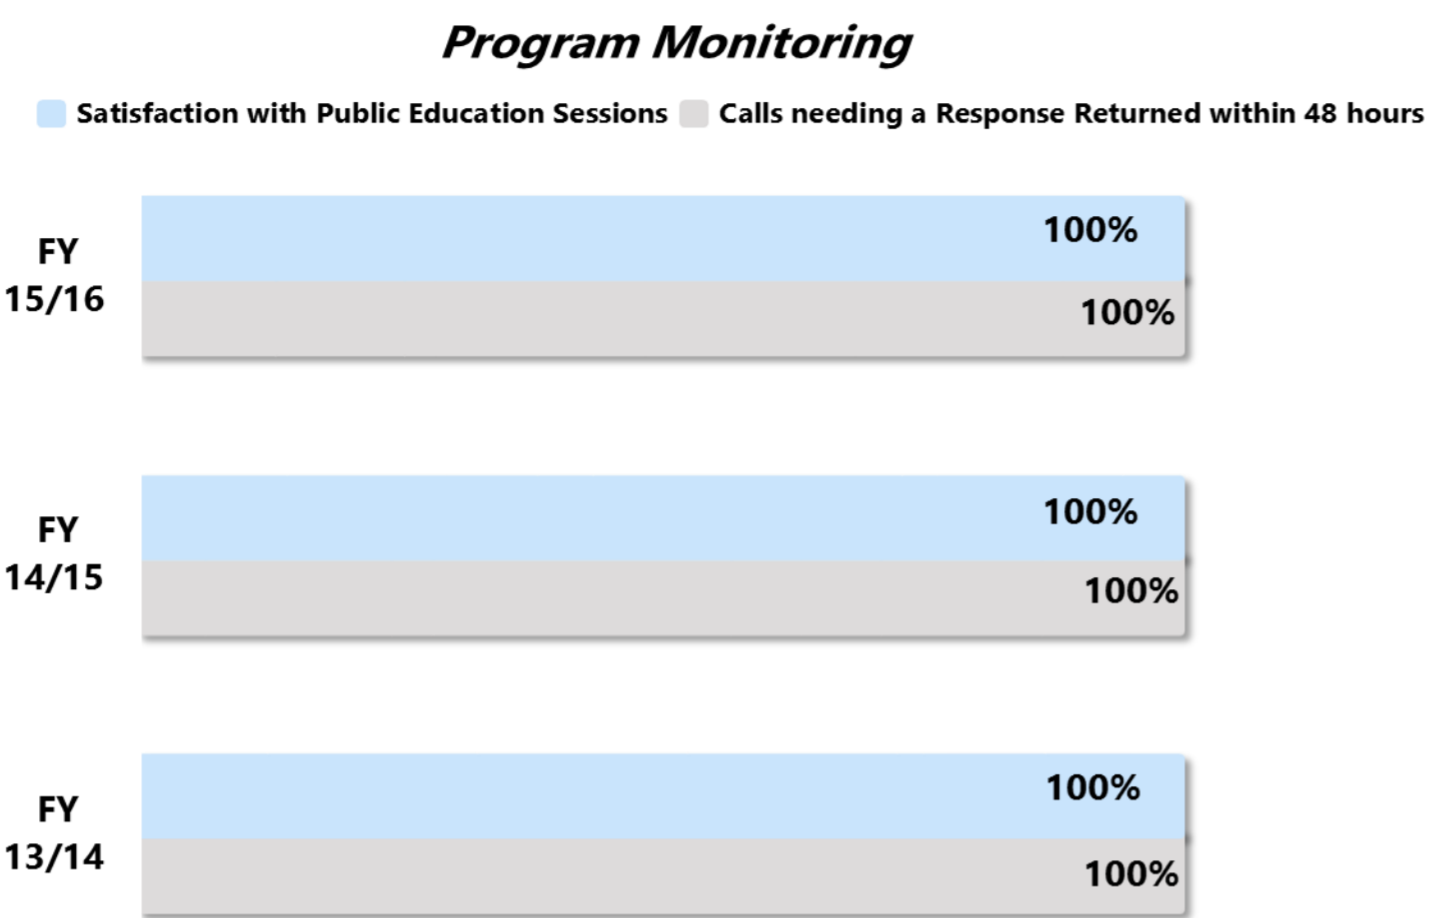 Program Monitoring
Satisfaction with Public Education Sessions Calls needing a Response Returned within 48 hours
FY
15/16
100%
100%
FY
14/15
100%
100%
FY
13/14
100%
100%